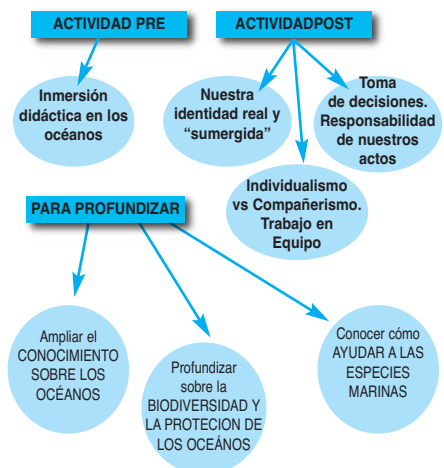 ACTIVIDAD PRE
ACTIVIDADPOST
Inmersión
didáctica en los
océanos
Nuestra
identidad real y
“sumergida”
Toma
de decisiones.
Responsabilidad
de nuestros
actos
Individualismo
vs Compañerismo.
Trabajo en
Equipo
PARA PROFUNDIZAR
Ampliar el
CONOCIMIENTO
SOBRE LOS
OCÉANOS
Profundizar
sobre la
BIODIVERSIDAD Y
LA PROTECION DE
LOS OCEÁNOS
Conocer cómo
AYUDAR A LAS
ESPECIES
MARINAS